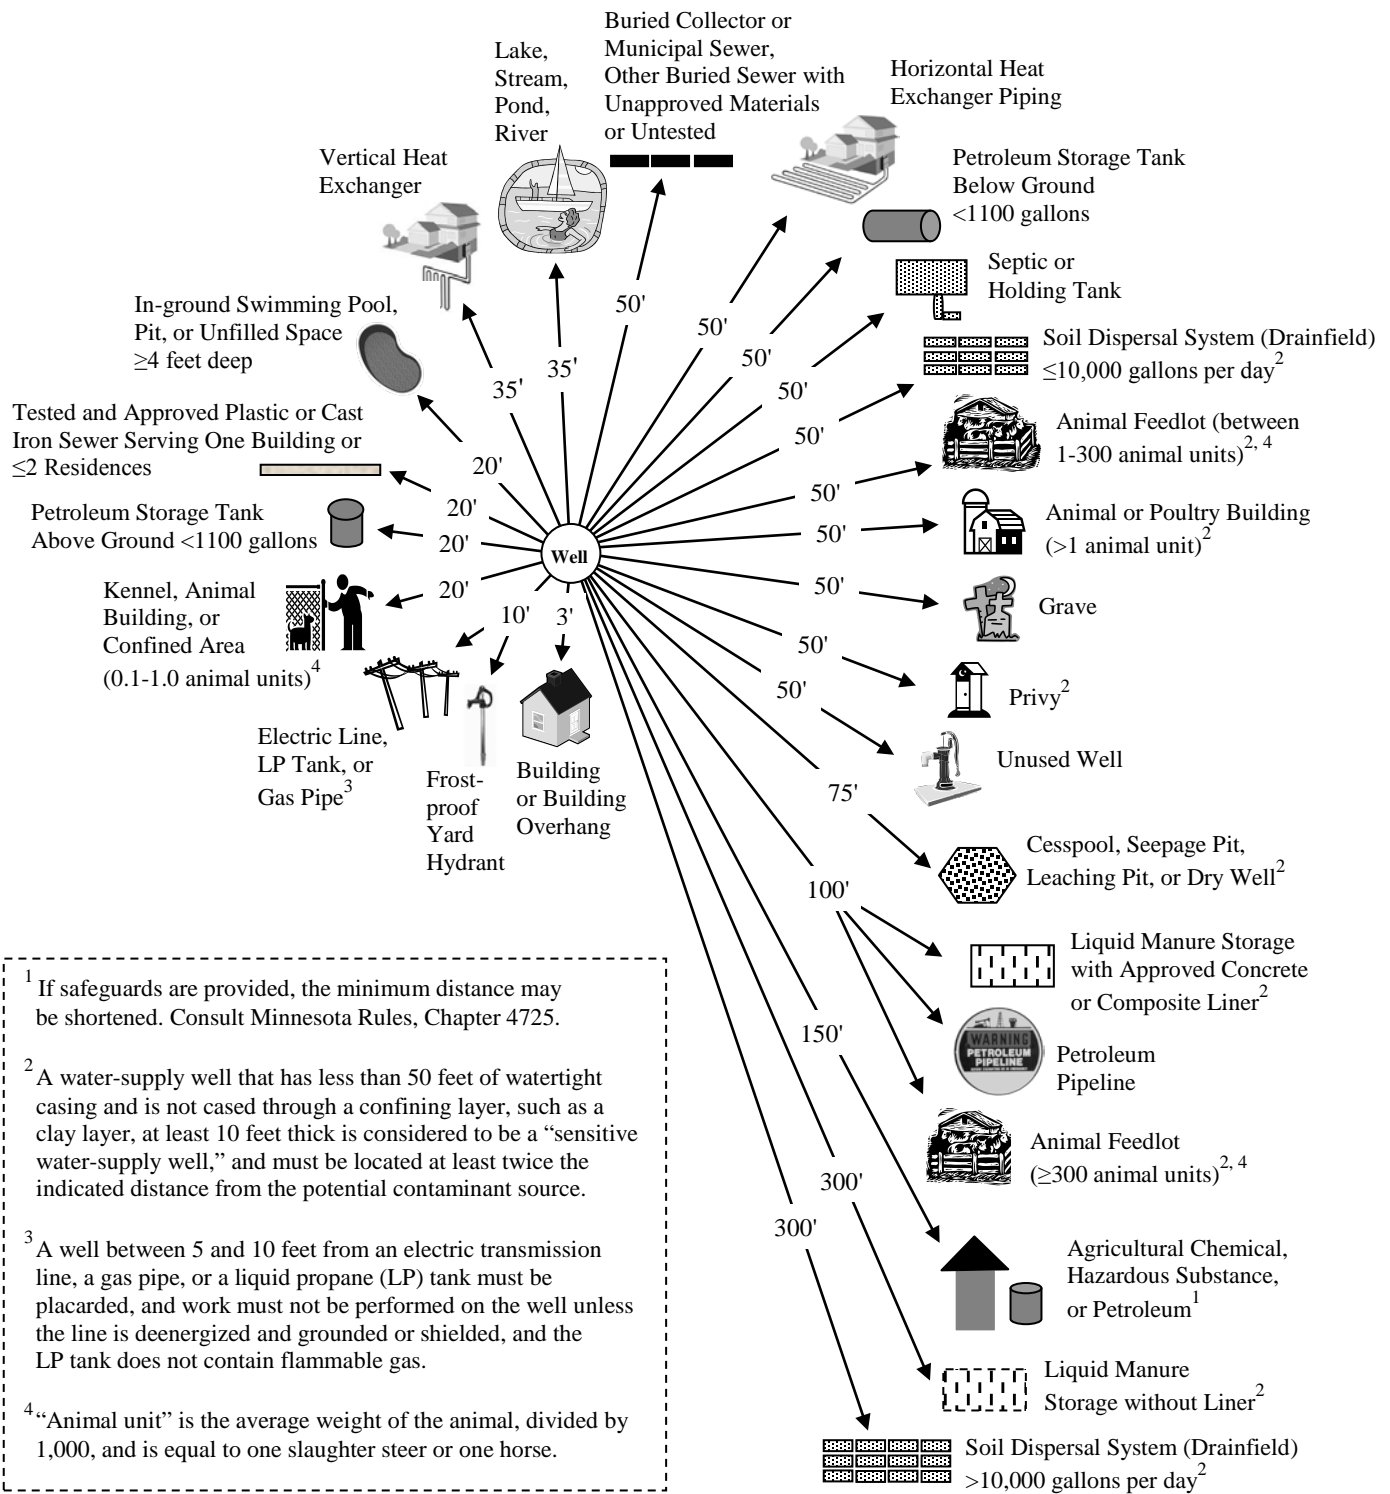 Buried Collector or
Municipal Sewer,
Other Buried Sewer with
Unapproved Materials
or Untested
Lake,
Stream,
Pond,
River
Horizontal Heat
Exchanger Piping
Vertical Heat
Exchanger
Petroleum Storage Tank
Below Ground
<1100 gallons
Septic or
Holding Tank
In-ground Swimming Pool,
Pit, or Unfilled Space
≥4 feet deep
Soil Dispersal System (Drainfield)
≤10,000 gallons per day2
Tested and Approved Plastic or Cast
Iron Sewer Serving One Building or
≤2 Residences
Animal Feedlot (between
1-300 animal units)2, 4
Petroleum Storage Tank
Above Ground <1100 gallons
Animal or Poultry Building
(>1 animal unit)2
Kennel, Animal
Building, or
Confined Area
(0.1-1.0 animal units)4
Grave
Privy2
Electric Line,
LP Tank, or
Gas Pipe3
Frost-
proof
Yard
Hydrant
Building
or Building
Overhang
Unused Well
Well
50'
50'
50'
50'
50'
50'
50'
50'
50'
50'
35'
35'
20'
20'
20'
20'
10'
3'
75'
100'
150'
300'
300'
Cesspool, Seepage Pit,
Leaching Pit, or Dry Well2
Liquid Manure Storage
with Approved Concrete
or Composite Liner2
WARNING
PETROLEUM
PIPELINE
Petroleum
Pipeline
Animal Feedlot
(≥300 animal units)2, 4
Agricultural Chemical,
Hazardous Substance,
or Petroleum1
Liquid Manure
Storage without Liner2
Soil Dispersal System (Drainfield)
>10,000 gallons per day2
1 If safeguards are provided, the minimum distance may
be shortened. Consult Minnesota Rules, Chapter 4725.
2 A water-supply well that has less than 50 feet of watertight
casing and is not cased through a confining layer, such as a
clay layer, at least 10 feet thick is considered to be a “sensitive
water-supply well,” and must be located at least twice the
indicated distance from the potential contaminant source.
3 A well between 5 and 10 feet from an electric transmission
line, a gas pipe, or a liquid propane (LP) tank must be
placarded, and work must not be performed on the well unless
the line is deenergized and grounded or shielded, and the
LP tank does not contain flammable gas.
4 “Animal unit” is the average weight of the animal, divided by
1,000, and is equal to one slaughter steer or one horse.